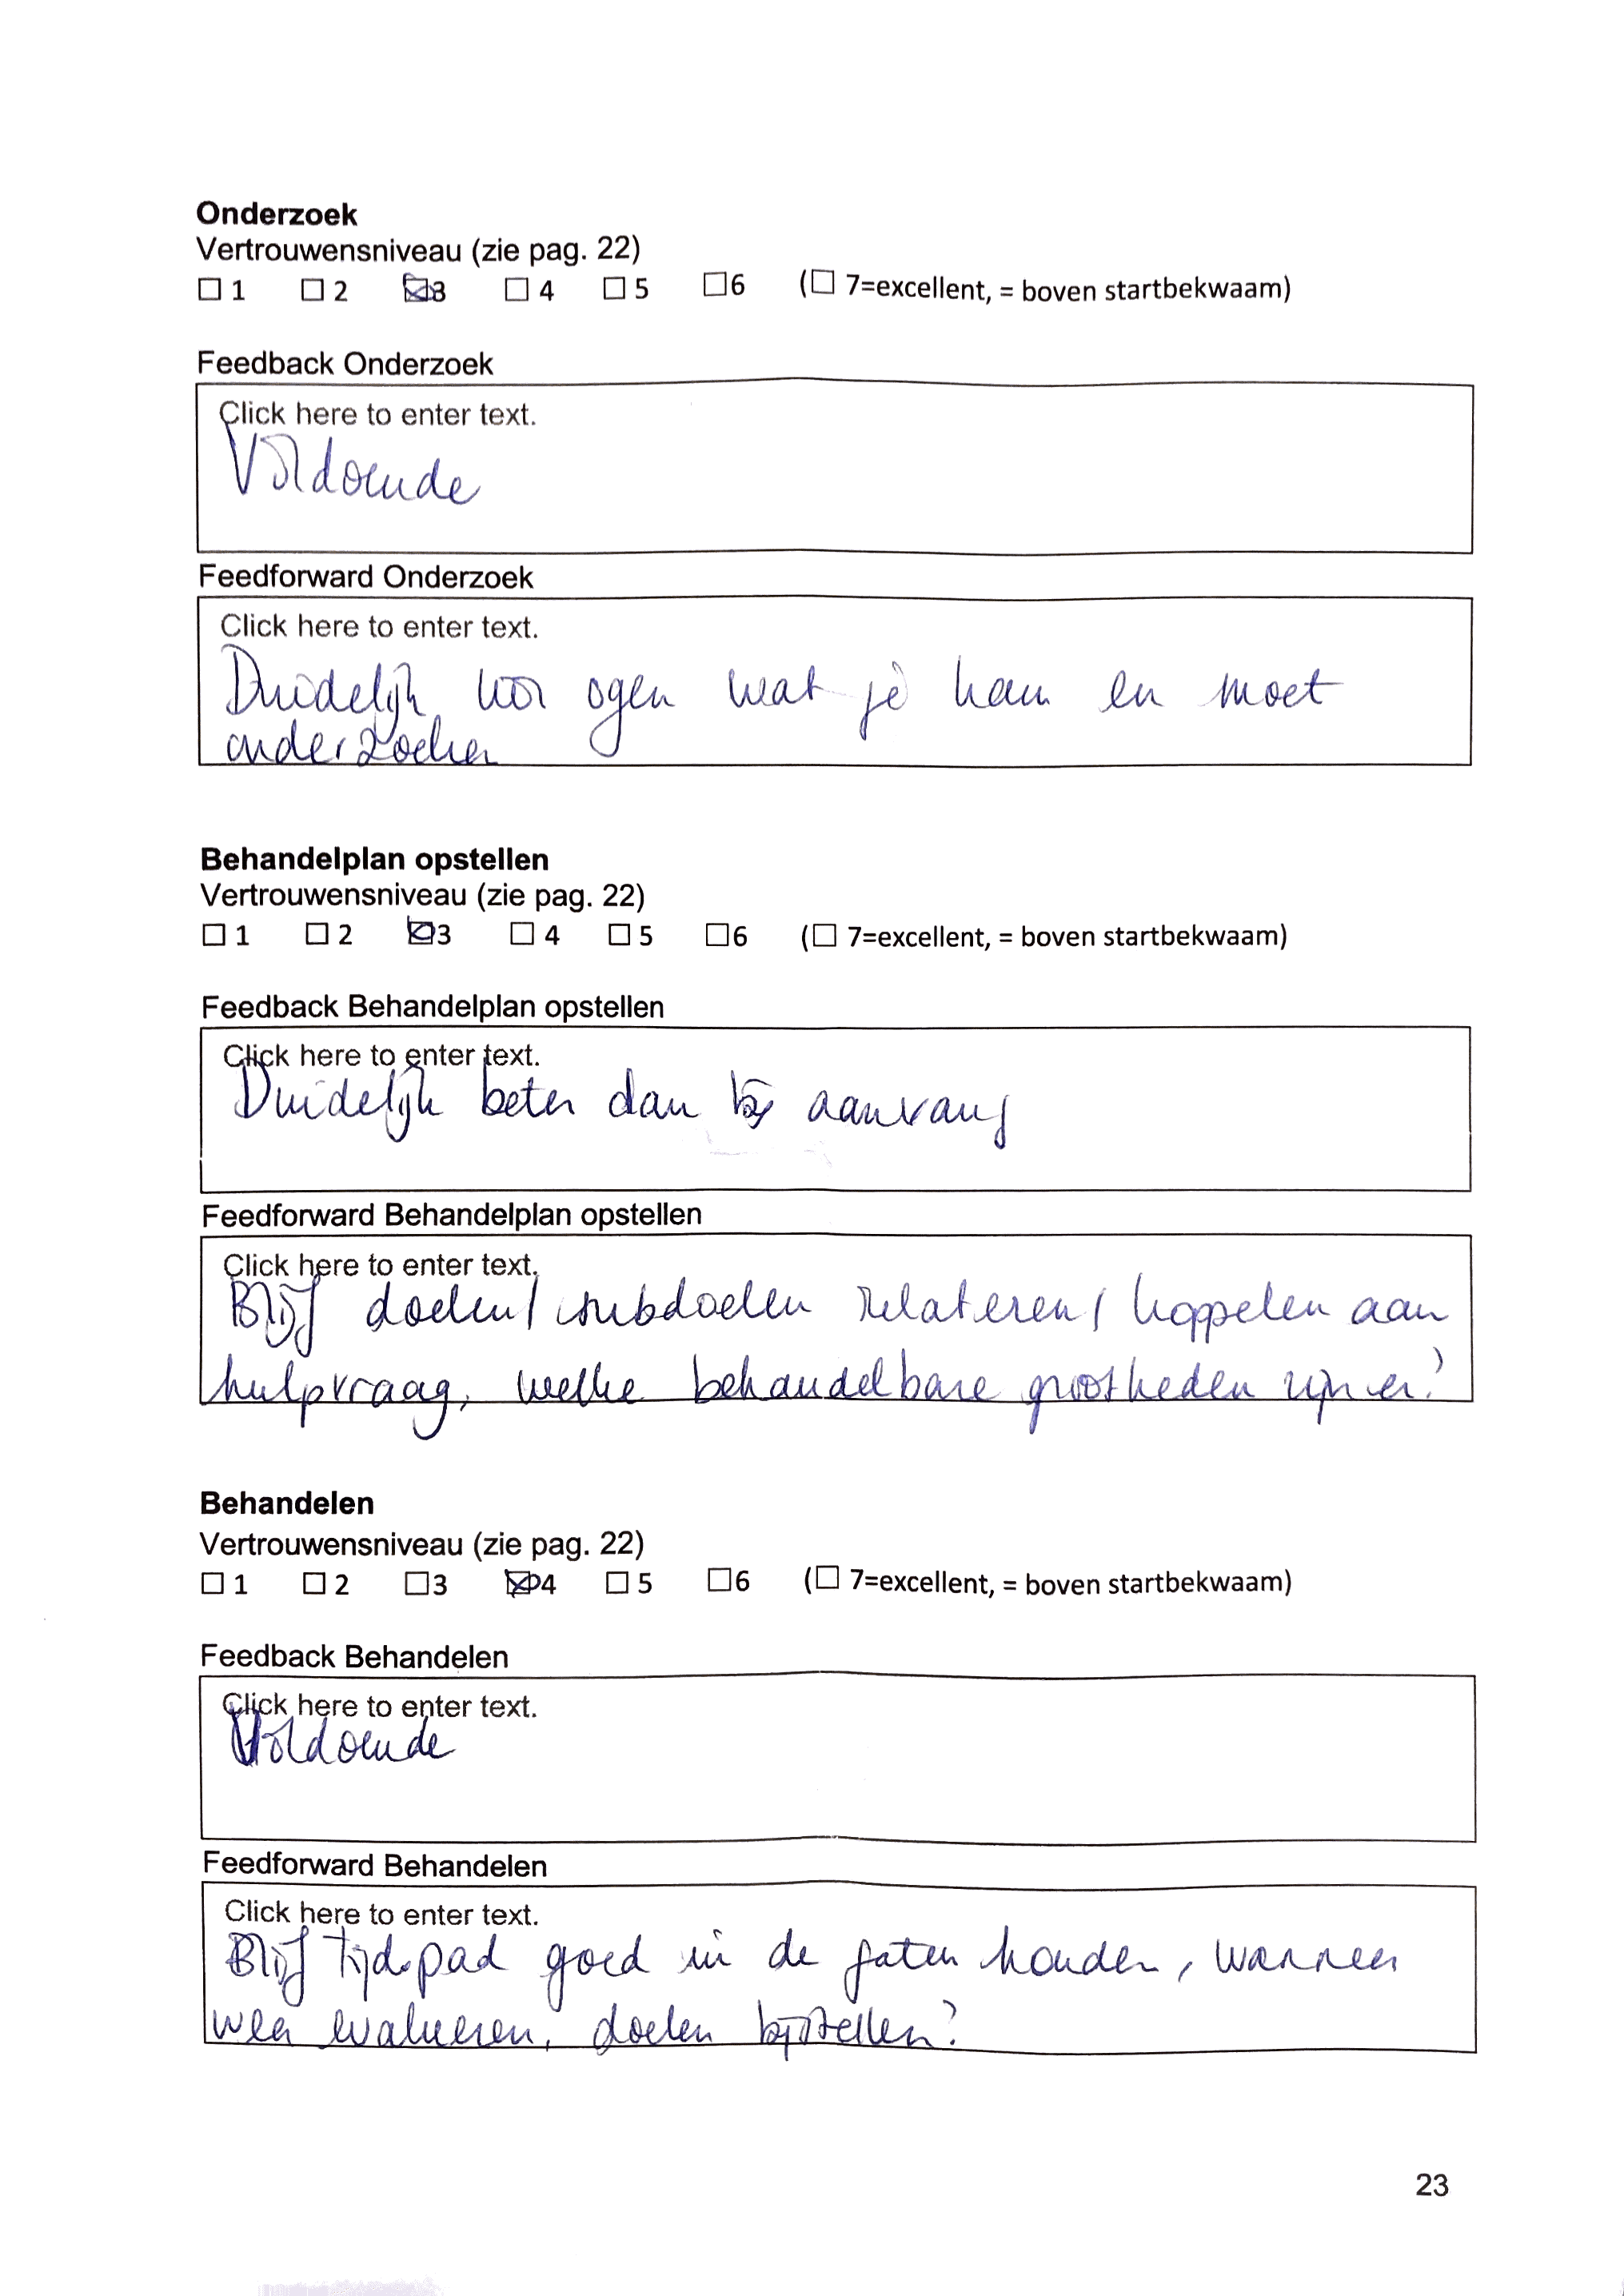 Onderzoek
Vertrouwensniveau (zie pag. 22)
☐ 1 ☐ 2 ☒3 ☐ 4 ☐ 5 ☐6 (☐ 7=excellent, = boven startbekwaam)
Feedback Onderzoek
Click here to enter text.
Voldoende
Feedforward Onderzoek
Click here to enter text.
Duidelijk voor ogen wat je kan en moet
onderzoeken
Behandelplan opstellen
Vertrouwensniveau (zie pag. 22)
☐ 1 ☐ 2 ☒3 ☐ 4 ☐ 5 ☐6 (☐ 7=excellent, = boven startbekwaam)
Feedback Behandelplan opstellen
Click here to enter text.
Duidelijk beter dan bij aanvang
Feedforward Behandelplan opstellen
Click here to enter text.
Blijf doelen/subdoelen relateren/koppelen aan
hulpvraag, welke behandelbare grootheden zijn er?
Behandelen
Vertrouwensniveau (zie pag. 22)
☐ 1 ☐ 2 ☐3 ☒4 ☐ 5 ☐6 (☐ 7=excellent, = boven startbekwaam)
Feedback Behandelen
Click here to enter text.
Voldoende
Feedforward Behandelen
Click here to enter text.
Blijf tijdspad goed in de gaten houden, wanneer
weer evalueren, doelen bijstellen?
23